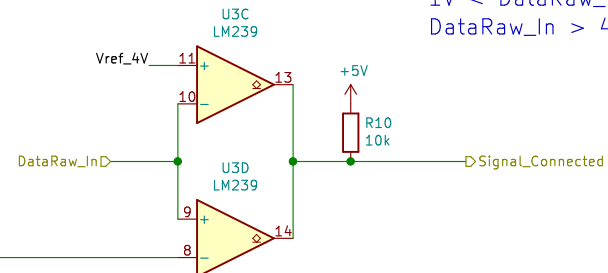 1V < DataRaw_
DataRaw_In > 4
U3C
LM239
Vref_4V
11
+
10
-
13
+5V
R10
10k
DataRaw_In
Signal_Connected
U3D
LM239
9
+
8
-
14